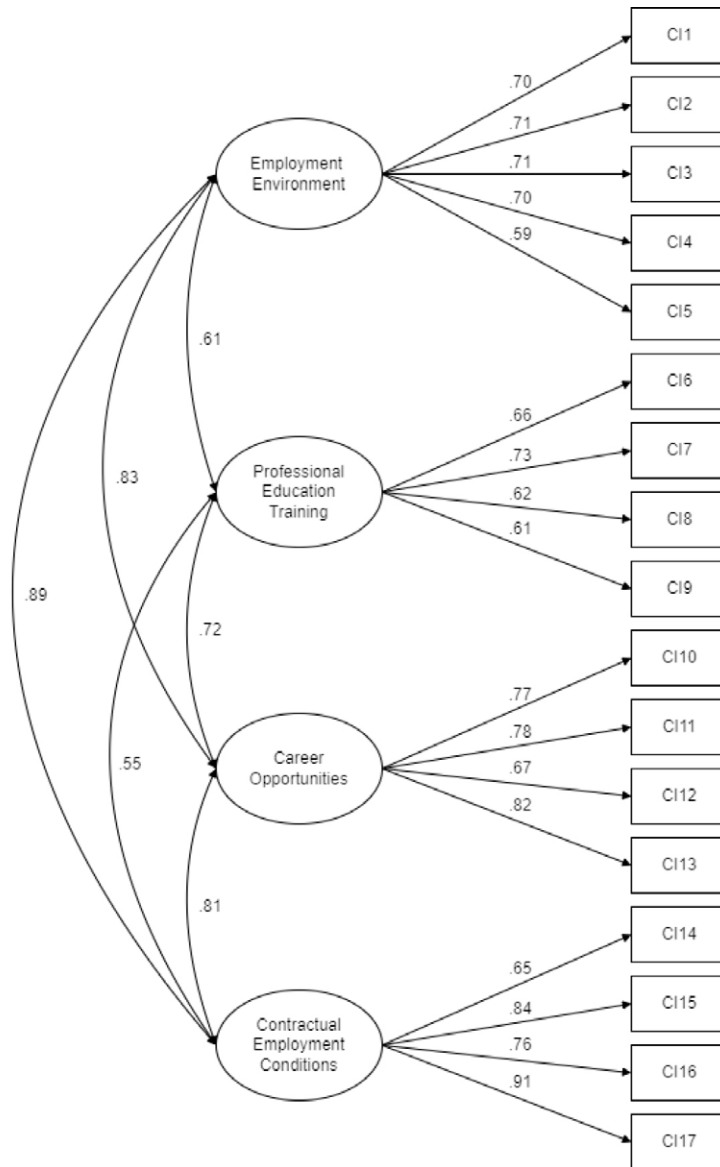 CI1
.70
CI2
.71
Employment
Environment
.71
CI3
.70
CI4
.59
CI5
.61
CI6
.66
CI7
.73
Professional
Education
Training
.62
CI8
.61
CI9
.83
.89
.72
CI10
.77
CI11
.78
Career
Opportunities
.67
CI12
.82
CI13
.55
.81
CI14
.65
CI15
.84
Contractual
Employment
Conditions
.76
CI16
.91
CI17